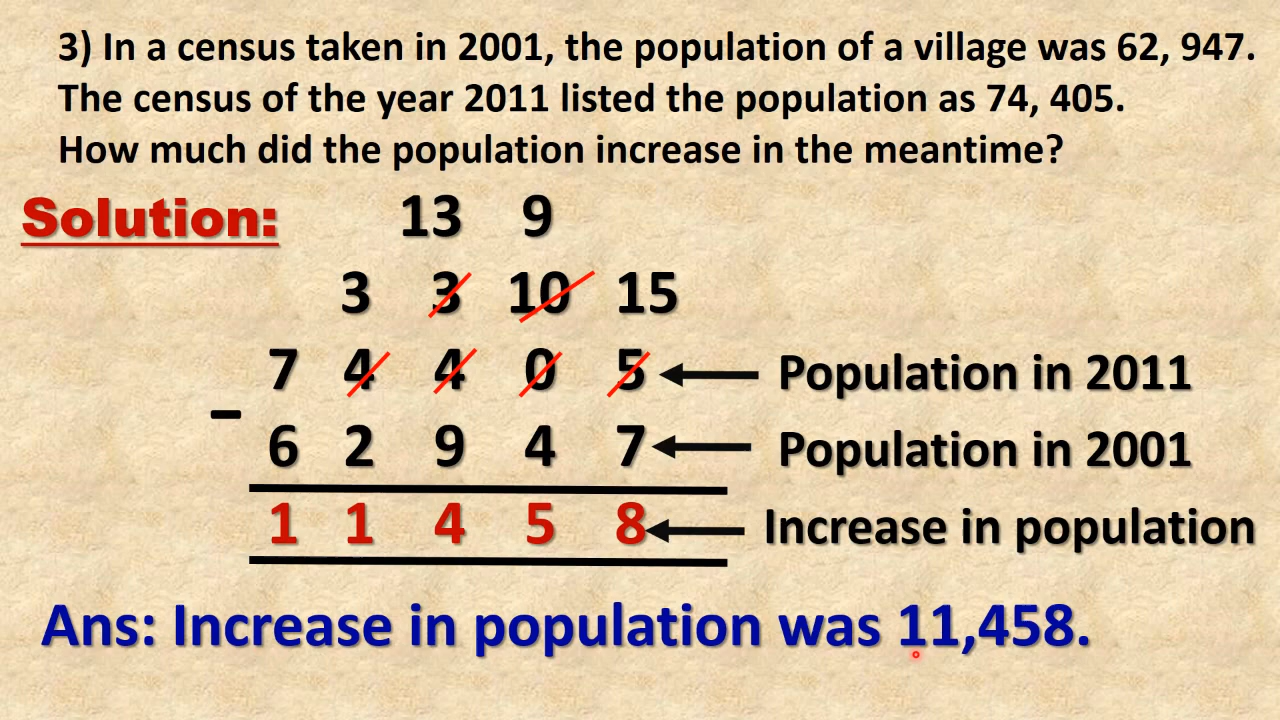 3) In a census taken in 2001, the population of a village was 62, 947.
The census of the year 2011 listed the population as 74, 405.
How much did the population increase in the meantime?
Solution: 13 9
3 3 10 15
7 4 4 0 5 Population in 2011
– 6 2 9 4 7 Population in 2001
1 1 4 5 8 Increase in population
Ans: Increase in population was 11,458.